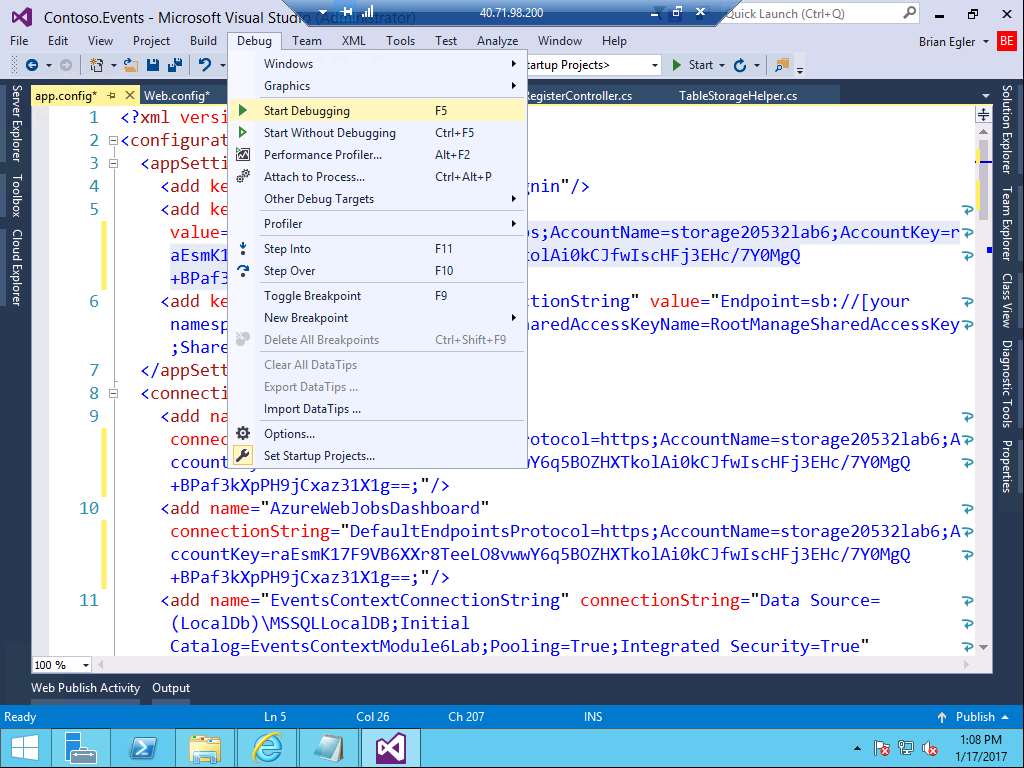 Contoso.Events - Microsoft Visual Studio (Administrator)
40.71.98.200
Quick Launch (Ctrl+Q)
File Edit View Project Build Debug Team XML Tools Test Analyze Window Help
Brian Egler BE
tartup Projects> Start
app.config* Web.config* RegisterController.cs TableStorageHelper.cs
Server Explorer
Toolbox
Cloud Explorer
Windows
Graphics
Start Debugging F5
Start Without Debugging Ctrl+F5
Performance Profiler... Alt+F2
Attach to Process... Ctrl+Alt+P
Other Debug Targets
Profiler
Step Into F11
Step Over F10
Toggle Breakpoint F9
New Breakpoint
Delete All Breakpoints Ctrl+Shift+F9
Clear All DataTips
Export DataTips ...
Import DataTips ...
Options...
Set Startup Projects...
1 <?xml versi
2 <configurat
3 <appSetti
4 <add ke gnin"/>
5 <add ke
value= ps;AccountName=storage20532lab6;AccountKey=r
aEsmK1 kolAi0kCJfwIscHFj3EHc/7Y0MgQ
+BPaf3
6 <add ke ctionString" value="Endpoint=sb://[your
namesp aredAccessKeyName=RootManageSharedAccessKey
;Share
7 </appSett
8 <connecti
9 <add na
connec rotocol=https;AccountName=storage20532lab6;A
ccountKey=raEsmK17F9VB6XXr8TeeLO8vwwY6q5BOZHXTkolAi0kCJfwIscHFj3EHc/7Y0MgQ
+BPaf3kXpPH9jCxaz31X1g==;"/>
10 <add name="AzureWebJobsDashboard"
connectionString="DefaultEndpointsProtocol=https;AccountName=storage20532lab6;A
ccountKey=raEsmK17F9VB6XXr8TeeLO8vwwY6q5BOZHXTkolAi0kCJfwIscHFj3EHc/7Y0MgQ
+BPaf3kXpPH9jCxaz31X1g==;"/>
11 <add name="EventsContextConnectionString" connectionString="Data Source=
(LocalDb)\MSSQLLocalDB;Initial
Catalog=EventsContextModule6Lab;Pooling=True;Integrated Security=True"
Solution Explorer
Team Explorer
Class View
Diagnostic Tools
Properties
100 %
Web Publish Activity Output
Ready Ln 5 Col 26 Ch 207 INS Publish
1:08 PM
1/17/2017